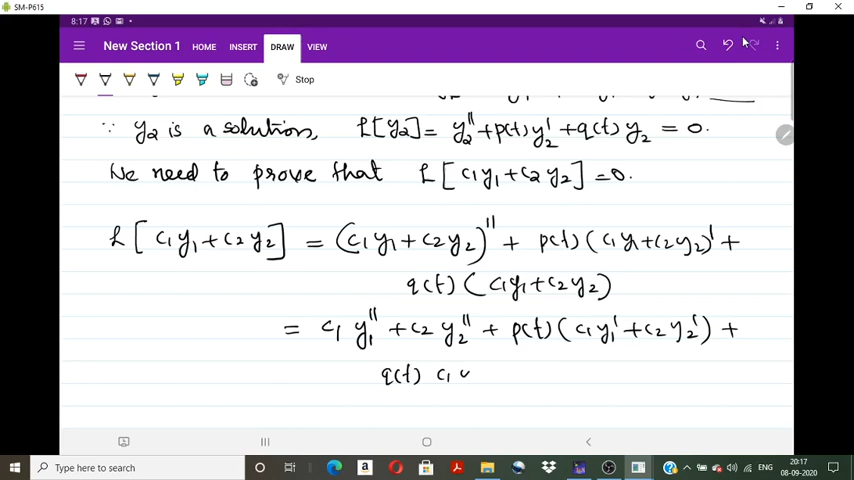 SM-P615
8:17
New Section 1 HOME INSERT DRAW VIEW
Stop
∵ y₂ is a solution, L[y₂] = y₂'' + p(t)y₂' + q(t) y₂ = 0.
We need to prove that L[c₁y₁+c₂y₂] = 0.
L[c₁y₁+c₂y₂] = (c₁y₁+c₂y₂)'' + p(t)(c₁y₁+c₂y₂)' +
q(t)(c₁y₁+c₂y₂)
= c₁ y₁'' + c₂ y₂'' + p(t)(c₁y₁' + c₂y₂') +
q(t) c₁
Type here to search
ENG
20:17
08-09-2020